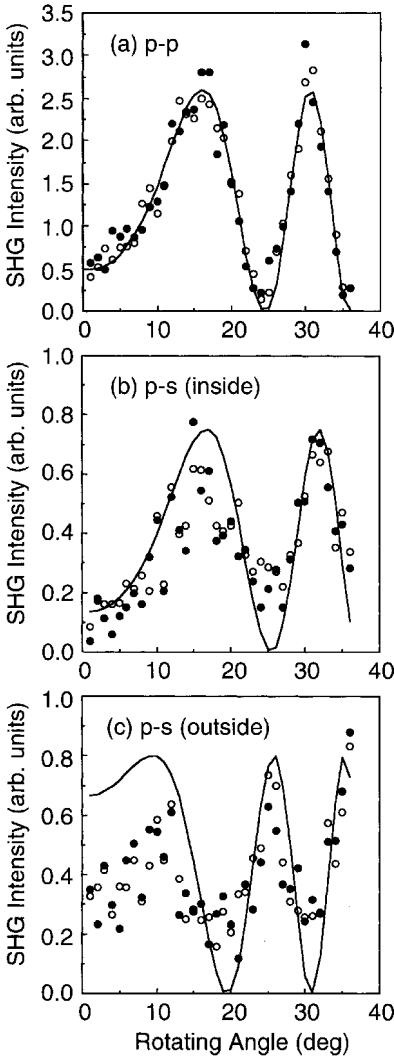 3.5
(a) p-p
3.0
2.5
2.0
1.5
1.0
0.5
0.0
SHG Intensity (arb. units)
0 10 20 30 40
1.0
(b) p-s (inside)
0.8
0.6
0.4
0.2
0.0
SHG Intensity (arb. units)
0 10 20 30 40
1.0
(c) p-s (outside)
0.8
0.6
0.4
0.2
0.0
SHG Intensity (arb. units)
0 10 20 30 40
Rotating Angle (deg)